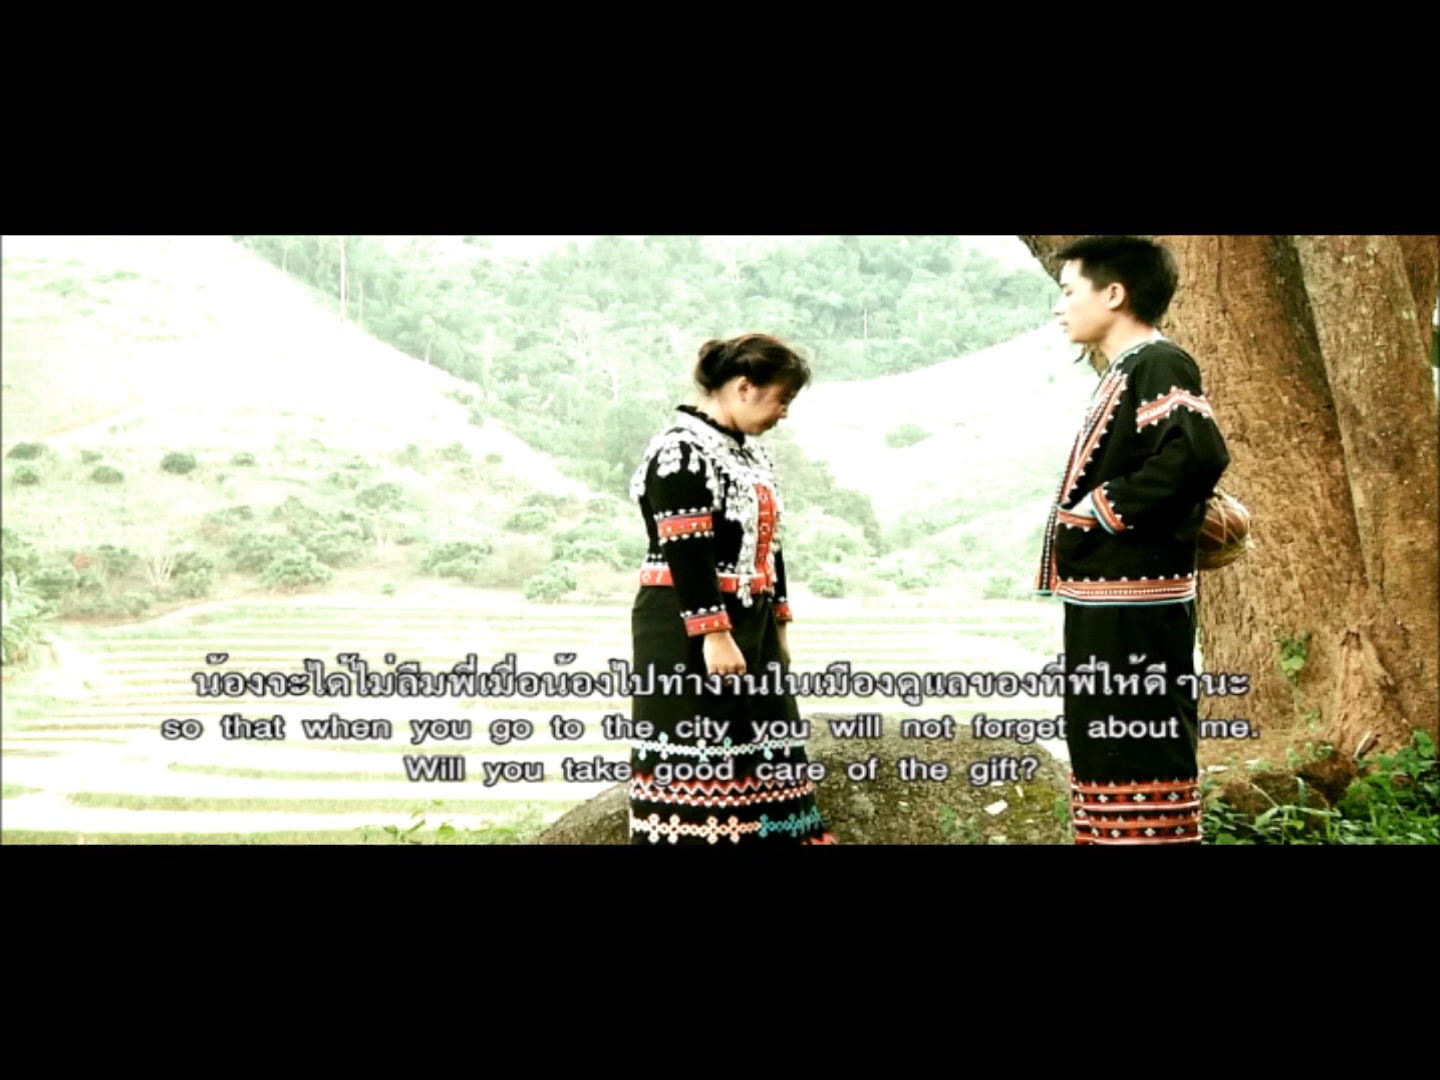 น้องจะได้ไม่ลืมพี่เมื่อน้องไปทำงานในเมืองดูแลของที่พี่ให้ดี ๆนะ
so that when you go to the city you will not forget about me.
Will you take good care of the gift?